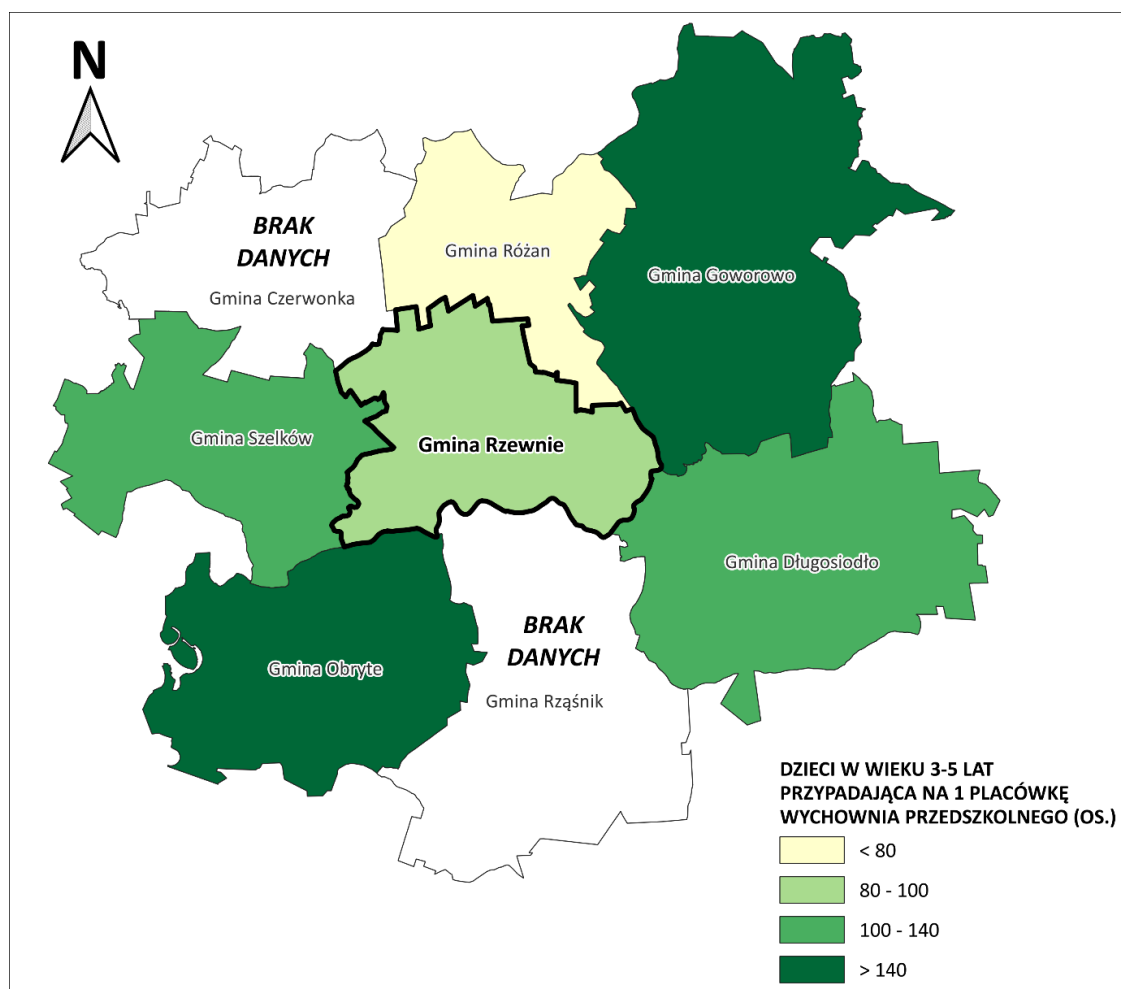 N
BRAK
DANYCH
Gmina Czerwonka
Gmina Różan
Gmina Goworowo
Gmina Szelków
Gmina Rzewnie
Gmina Długosiodło
BRAK
DANYCH
Gmina Obryte
Gmina Rząśnik
DZIECI W WIEKU 3-5 LAT
PRZYPADAJĄCA NA 1 PLACÓWKĘ
WYCHOWNIA PRZEDSZKOLNEGO (OS.)
< 80
80 - 100
100 - 140
> 140